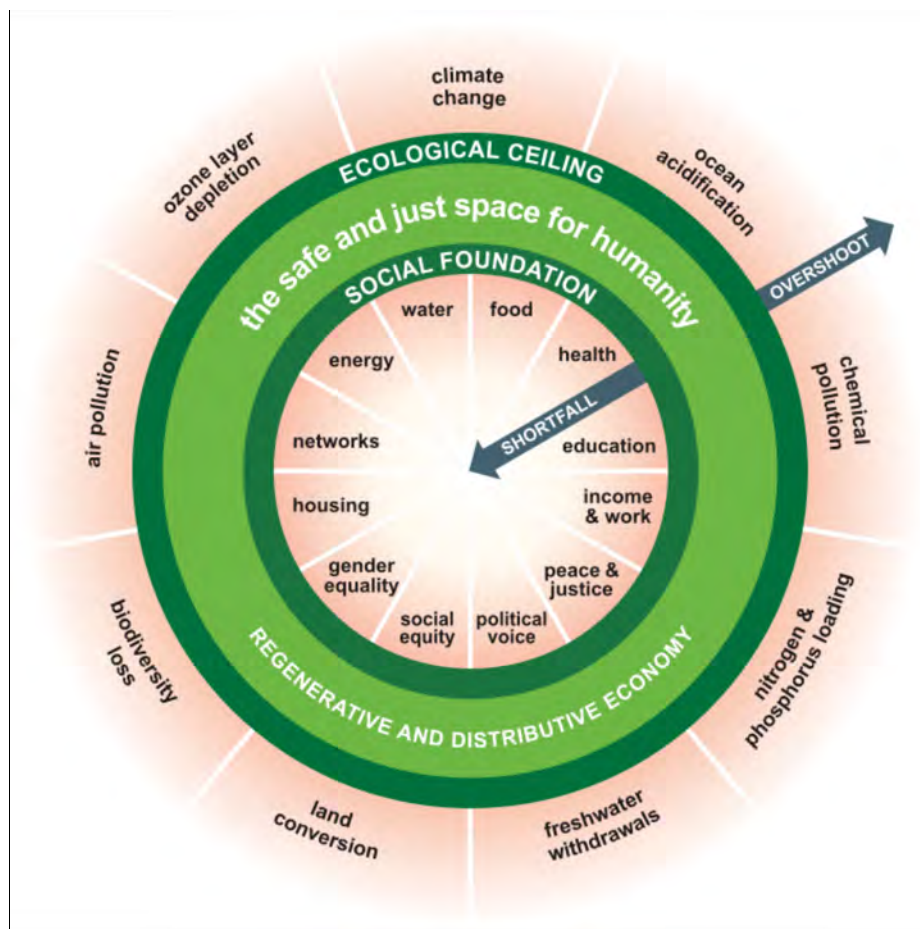 climate
change
ocean
acidification
ozone layer
depletion
ECOLOGICAL CEILING
the safe and just space for humanity
OVERSHOOT
SOCIAL FOUNDATION
water
food
energy
health
SHORTFALL
air pollution
chemical
pollution
networks
education
housing
income
& work
gender
equality
peace &
justice
social
equity
political
voice
biodiversity
loss
REGENERATIVE AND DISTRIBUTIVE ECONOMY
nitrogen &
phosphorus loading
land
conversion
freshwater
withdrawals